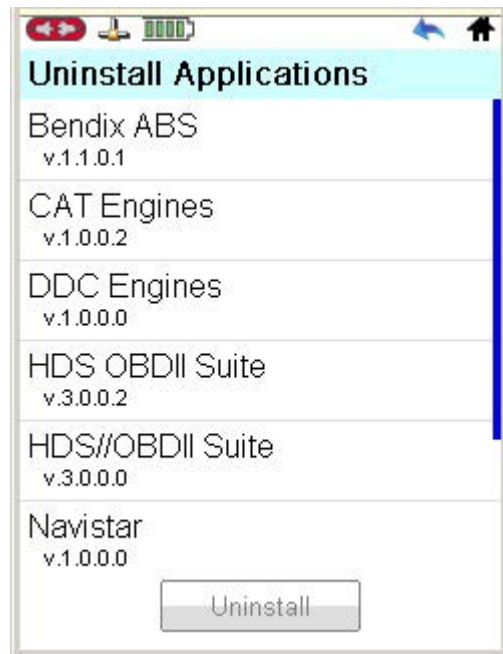 Uninstall Applications
Bendix ABS
v.1.1.0.1
CAT Engines
v.1.0.0.2
DDC Engines
v.1.0.0.0
HDS OBDII Suite
v.3.0.0.2
HDS//OBDII Suite
v.3.0.0.0
Navistar
v.1.0.0.0
Uninstall